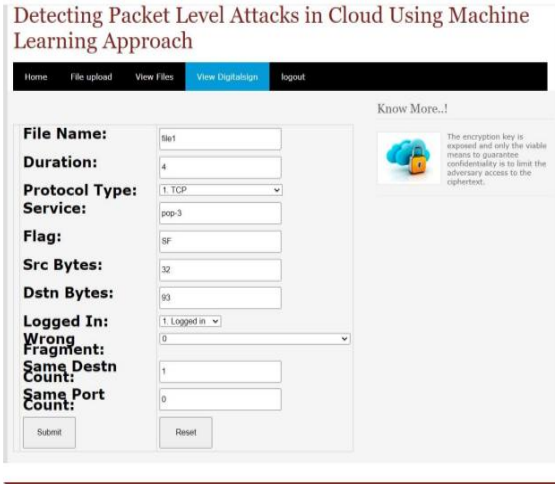 Detecting Packet Level Attacks in Cloud Using Machine
Learning Approach
Home File upload View Files View Digitalsign logout
Know More..!
The encryption key is
exposed and only the viable
means to guarantee
confidentiality is to limit the
adversary access to the
ciphertext.
File Name: file1
Duration: 4
Protocol Type: 1. TCP
Service: pop-3
Flag: SF
Src Bytes: 32
Dstn Bytes: 93
Logged In: 1. Logged in
Wrong
Fragment: 0
Same Destn
Count: 1
Same Port
Count: 0
Submit Reset